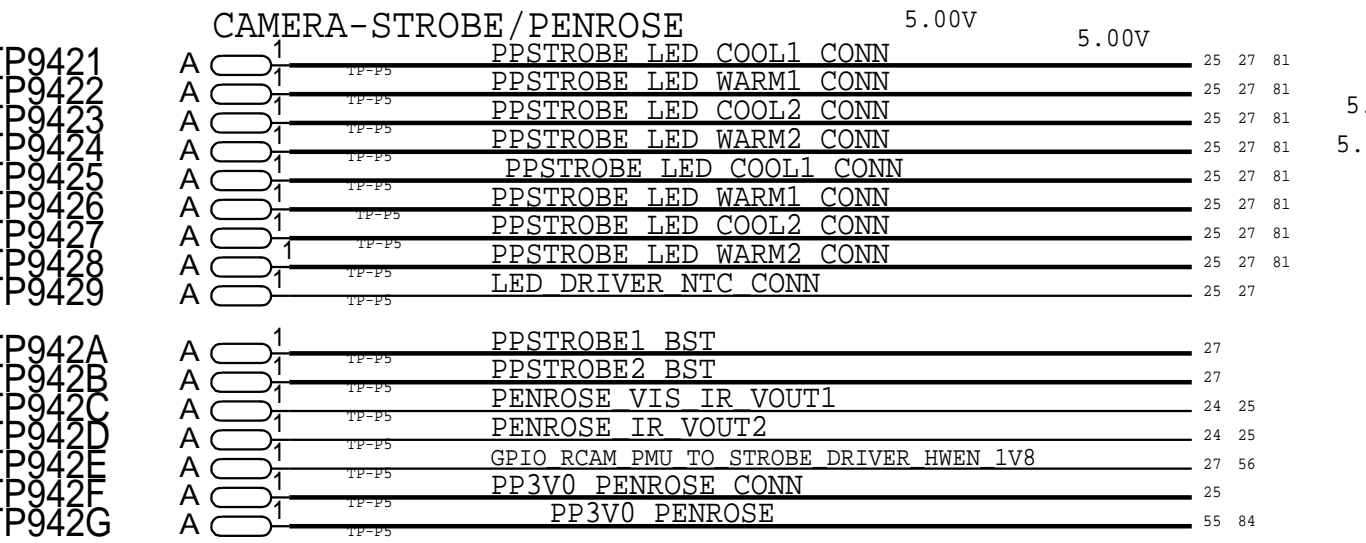 CAMERA-STROBE/PENROSE 5.00V
5.00V
TP9421 A 1 TP-P5 PPSTROBE_LED_COOL1_CONN 25 27 81
TP9422 A 1 TP-P5 PPSTROBE_LED_WARM1_CONN 25 27 81
TP9423 A 1 TP-P5 PPSTROBE_LED_COOL2_CONN 25 27 81
TP9424 A 1 TP-P5 PPSTROBE_LED_WARM2_CONN 25 27 81
TP9425 A 1 TP-P5 PPSTROBE_LED_COOL1_CONN 25 27 81
TP9426 A 1 TP-P5 PPSTROBE_LED_WARM1_CONN 25 27 81
TP9427 A 1 TP-P5 PPSTROBE_LED_COOL2_CONN 25 27 81
TP9428 A 1 TP-P5 PPSTROBE_LED_WARM2_CONN 25 27 81
TP9429 A 1 TP-P5 LED_DRIVER_NTC_CONN 25 27
TP942A A 1 TP-P5 PPSTROBE1_BST 27
TP942B A 1 TP-P5 PPSTROBE2_BST 27
TP942C A 1 TP-P5 PENROSE_VIS_IR_VOUT1 24 25
TP942D A 1 TP-P5 PENROSE_IR_VOUT2 24 25
TP942E A 1 TP-P5 GPIO_RCAM_PMU_TO_STROBE_DRIVER_HWEN_1V8 27 56
TP942F A 1 TP-P5 PP3V0_PENROSE_CONN 25
TP942G A 1 TP-P5 PP3V0_PENROSE 55 84